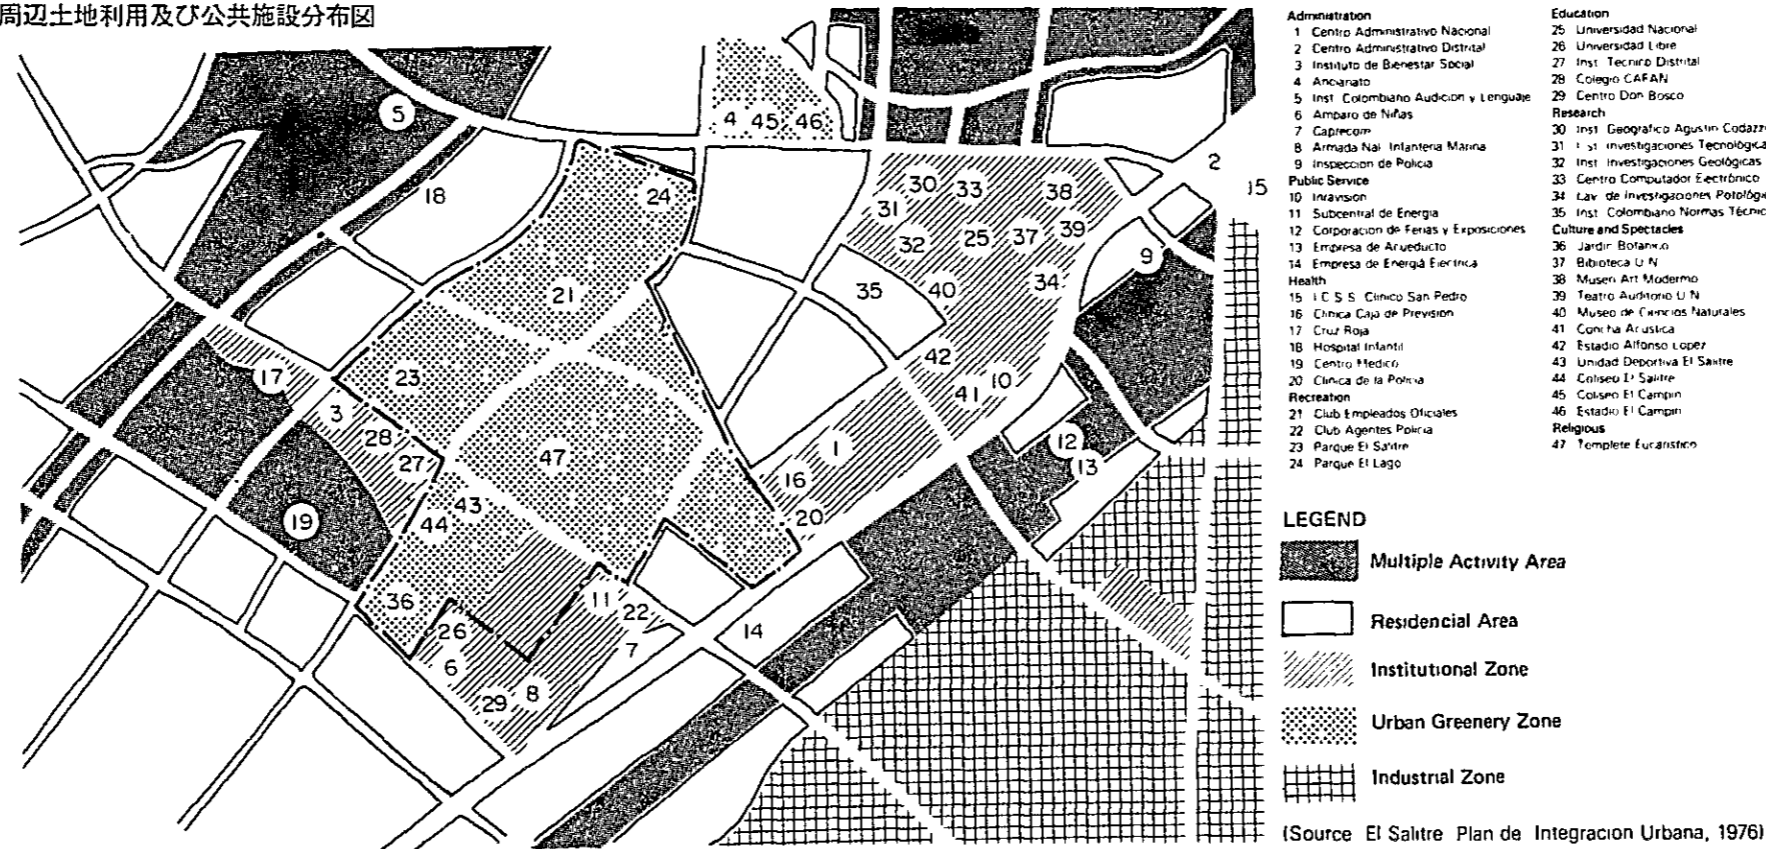 周辺土地利用及び公共施設分布図
Administration
1 Centro Administrativo Nacional
2 Centro Administrativo Distrital
3 Instituto de Bienestar Social
4 Ancianato
5 Inst Colombiano Audicion y Lenguaje
6 Amparo de Niñas
7 Caprecom
8 Armada Nal Infanteria Marina
9 Inspeccion de Policia
Public Service
10 Inravision
11 Subcentral de Energia
12 Corporacion de Ferias y Exposiciones
13 Empresa de Acueducto
14 Empresa de Energia Electrica
Health
15 I C S S Clinico San Pedro
16 Clinica Caja de Prevision
17 Cruz Roja
18 Hospital Infantil
19 Centro Medico
20 Clinica de la Policia
Recreation
21 Club Empleados Oficiales
22 Club Agentes Policia
23 Parque El Salitre
24 Parque El Lago
Education
25 Universidad Nacional
26 Universidad Libre
27 Inst Tecnico Distrital
28 Colegio CAFAN
29 Centro Don Bosco
Research
30 Inst Geografico Agustin Codazzi
31 Investigaciones Tecnológica
32 Inst Investigaciones Geológicas
33 Centro Computador Electrónico
34 de Investigaciones
35 Inst Colombiano Normas Técnic
Culture and Spectacles
36 Jardin Botanico
37 Biblioteca U N
38 Museo Art Moderno
39 Teatro Auditorio U N
40 Museo de Ciencias Naturales
41 Concha Acustica
42 Estadio Alfonso Lopez
43 Unidad Deportiva El Salitre
44 Coliseo El Salitre
45 Coliseo El Campin
46 Estadio El Campin
Religious
47 Templete Eucaristico
LEGEND
Multiple Activity Area
Residencial Area
Institutional Zone
Urban Greenery Zone
Industrial Zone
(Source El Salitre Plan de Integracion Urbana, 1976)
4 45 46
5
2
15
18
24
30 33 38
31
32 25 37 39
9
21
35 40 34
17
23
42
3
41 10
28
27
47
1
12
13
16
19
44 43
20
36
11
22
26
14
6
7
29 8